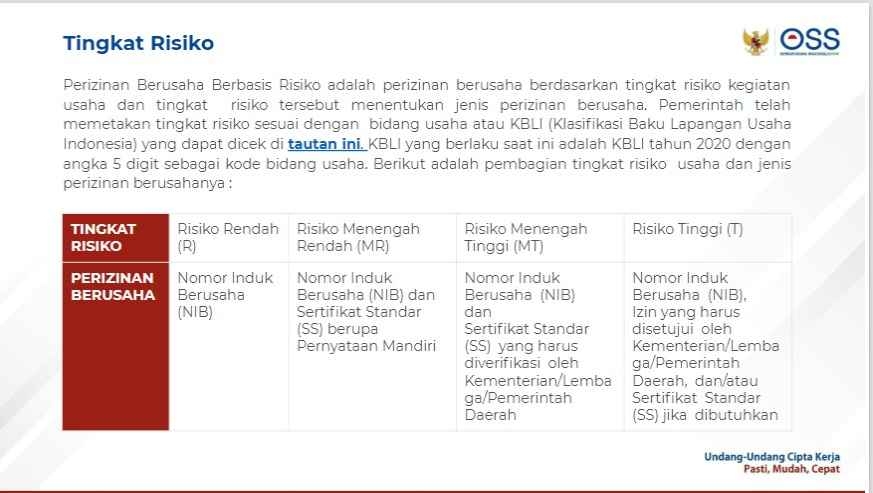 Tingkat Risiko
OSS
Perizinan Berusaha Berbasis Risiko adalah perizinan berusaha berdasarkan tingkat risiko kegiatan
usaha dan tingkat risiko tersebut menentukan jenis perizinan berusaha. Pemerintah telah
memetakan tingkat risiko sesuai dengan bidang usaha atau KBLI (Klasifikasi Baku Lapangan Usaha
Indonesia) yang dapat dicek di tautan ini. KBLI yang berlaku saat ini adalah KBLI tahun 2020 dengan
angka 5 digit sebagai kode bidang usaha. Berikut adalah pembagian tingkat risiko usaha dan jenis
perizinan berusahanya :
TINGKAT
RISIKO
Risiko Rendah
(R)
Risiko Menengah
Rendah (MR)
Risiko Menengah
Tinggi (MT)
Risiko Tinggi (T)
PERIZINAN
BERUSAHA
Nomor Induk
Berusaha
(NIB)
Nomor Induk
Berusaha (NIB) dan
Sertifikat Standar
(SS) berupa
Pernyataan Mandiri
Nomor Induk
Berusaha (NIB)
dan
Sertifikat Standar
(SS) yang harus
diverifikasi oleh
Kementerian/Lemba
ga/Pemerintah
Daerah
Nomor Induk
Berusaha (NIB),
Izin yang harus
disetujui oleh
Kementerian/Lemba
ga/Pemerintah
Daerah, dan/atau
Sertifikat Standar
(SS) jika dibutuhkan
Undang-Undang Cipta Kerja
Pasti, Mudah, Cepat